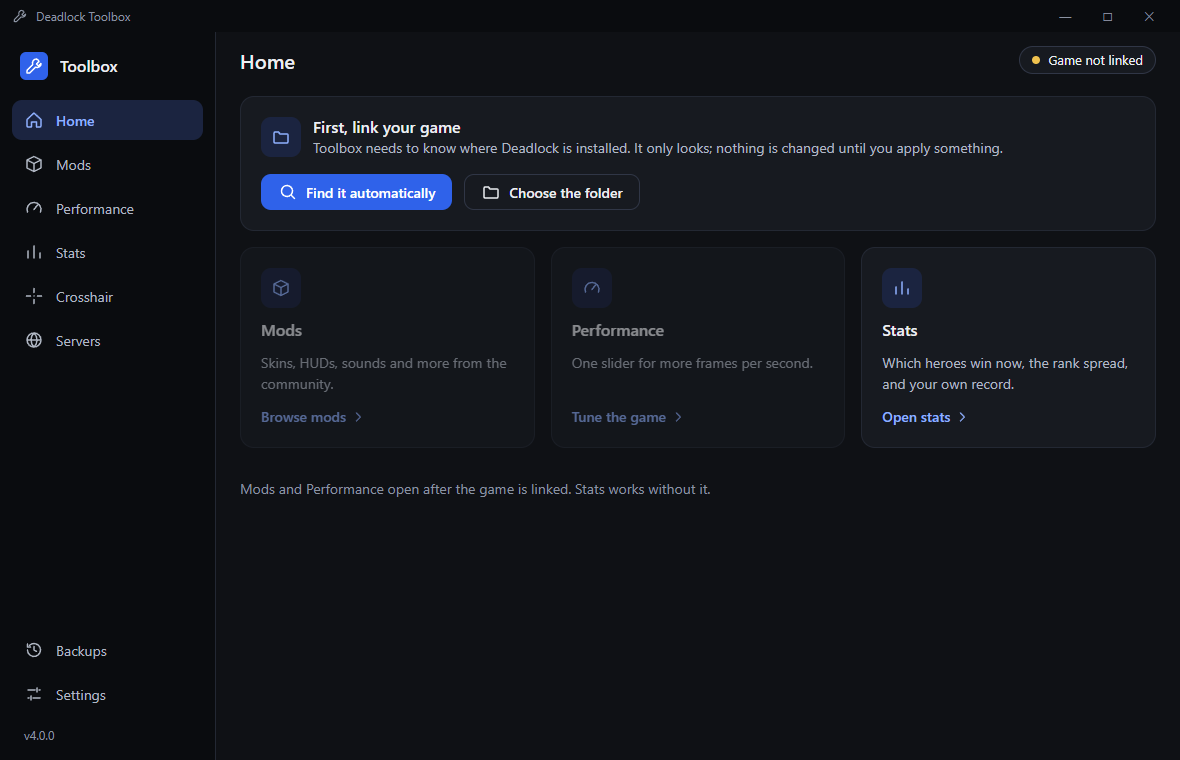 Deadlock Toolbox
Toolbox
Home
Mods
Performance
Stats
Crosshair
Servers
Backups
Settings
v4.0.0
Home
Game not linked
First, link your game
Toolbox needs to know where Deadlock is installed. It only looks; nothing is changed until you apply something.
Find it automatically
Choose the folder
Mods
Skins, HUDs, sounds and more from the
community.
Browse mods
Performance
One slider for more frames per second.
Tune the game
Stats
Which heroes win now, the rank spread,
and your own record.
Open stats
Mods and Performance open after the game is linked. Stats works without it.